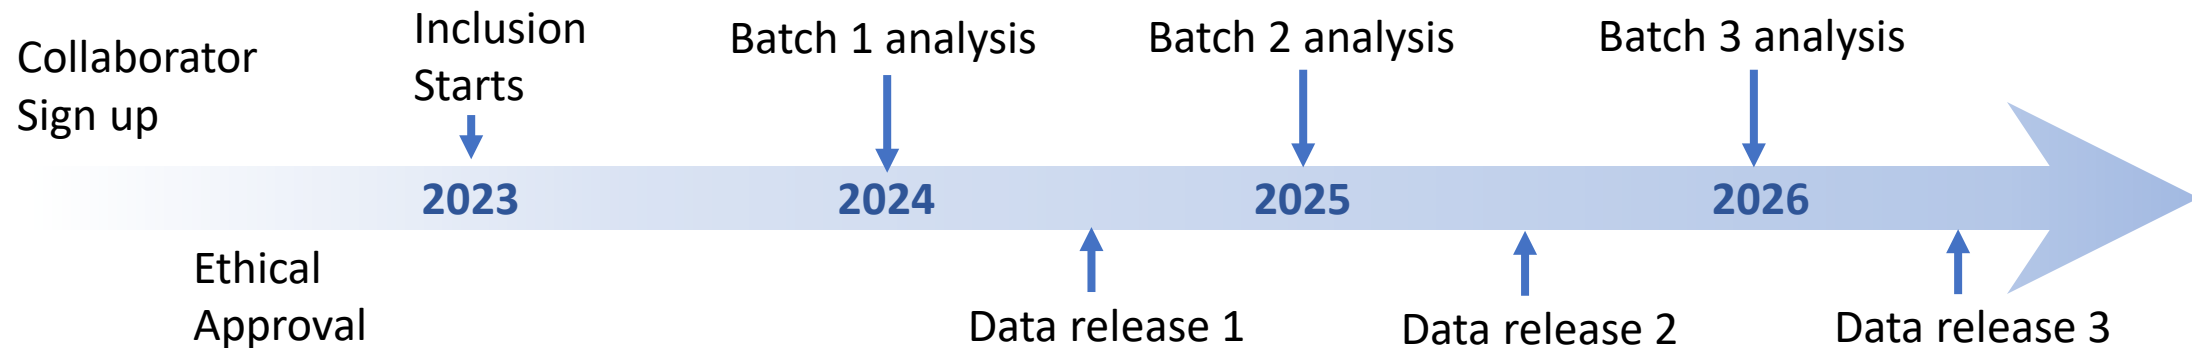 Collaborator
Sign up
Inclusion
Starts
Batch 1 analysis
Batch 2 analysis
Batch 3 analysis
2023
2024
2025
2026
Ethical
Approval
Data release 1
Data release 2
Data release 3